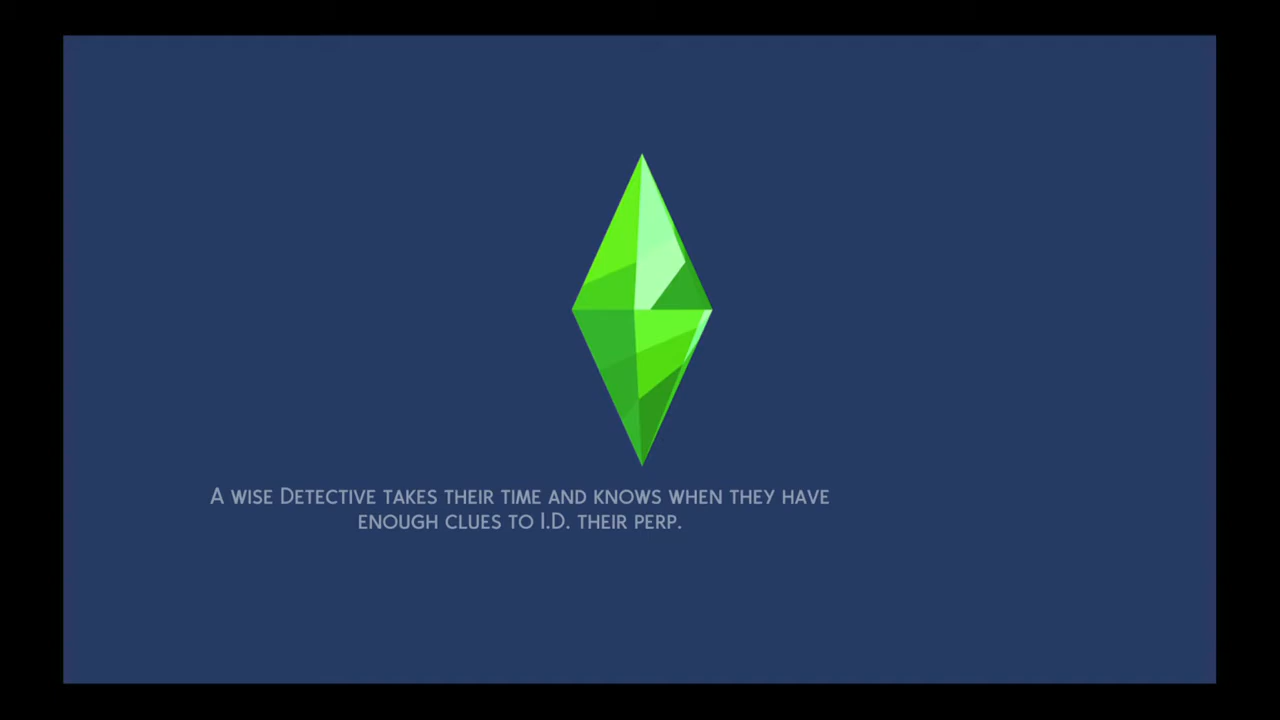 A wise Detective takes their time and knows when they have
enough clues to I.D. their perp.